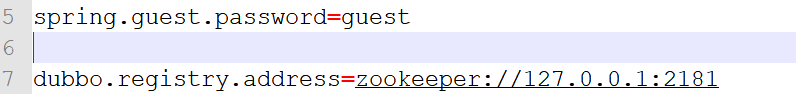 5 spring.guest.password=guest
6
7 dubbo.registry.address=zookeeper://127.0.0.1:2181